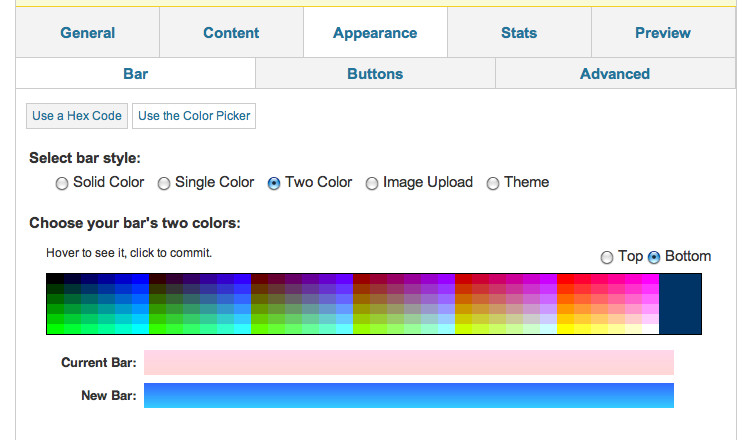 General Content Appearance Stats Preview
Bar Buttons Advanced
Use a Hex Code Use the Color Picker
Select bar style:
Solid Color Single Color Two Color Image Upload Theme
Choose your bar's two colors:
Hover to see it, click to commit. Top Bottom
Current Bar:
New Bar: